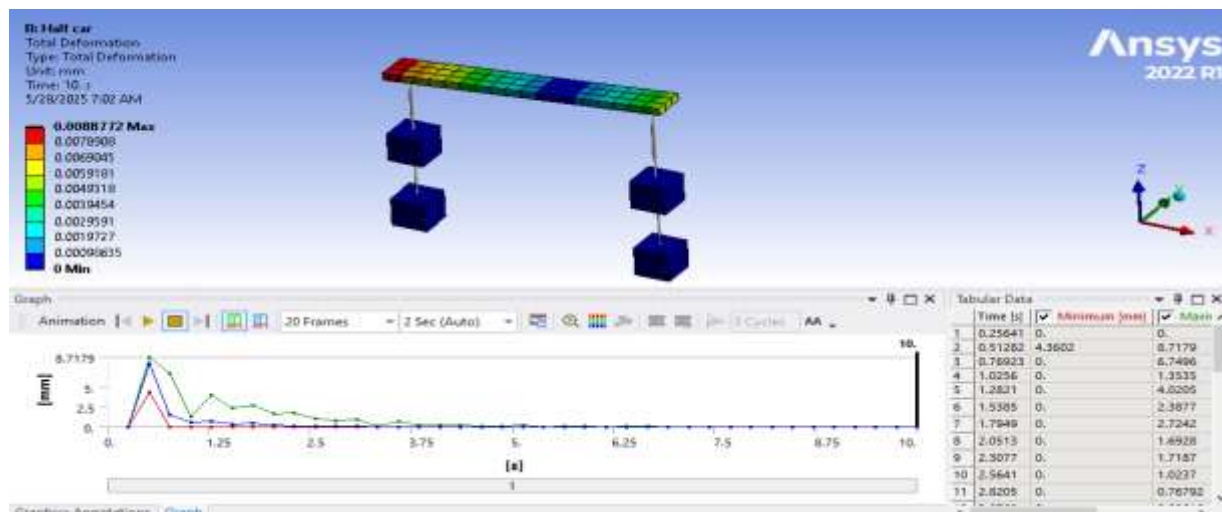 B: Half car
Total Deformation
Type: Total Deformation
Unit: mm
Time: 10. s
5/28/2025 7:02 AM
0.0088772 Max
0.0078908
0.0069045
0.0059181
0.0049318
0.0039454
0.0029591
0.0019727
0.00098635
0 Min
Ansys
2022 R1
Z
Y
X
Graph
Animation 20 Frames 2 Sec (Auto) 3 Cycles AA
10.
8.7179
5.
2.5
0.
[mm]
0. 1.25 2.5 3.75 5. 6.25 7.5 8.75 10.
[s]
1
Tabular Data
Time [s] Minimum [mm]
1 0.25641 0. 0.
2 0.51282 4.3602 8.7179
3 0.76923 0. 6.7496
4 1.0256 0. 1.3535
5 1.2821 0. 4.0205
6 1.5385 0. 2.3877
7 1.7949 0. 2.7242
8 2.0513 0. 1.6928
9 2.3077 0. 1.7187
10 2.5641 0. 1.0237
11 2.8205 0. 0.76792
Graphics Annotations Graph